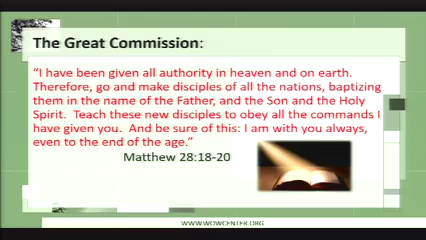 The Great Commission:
“I have been given all authority in heaven and on earth.
Therefore, go and make disciples of all the nations, baptizing
them in the name of the Father, and the Son and the Holy
Spirit. Teach these new disciples to obey all the commands I
have given you. And be sure of this: I am with you always,
even to the end of the age.”
Matthew 28:18-20
WWW.WOWCENTER.ORG